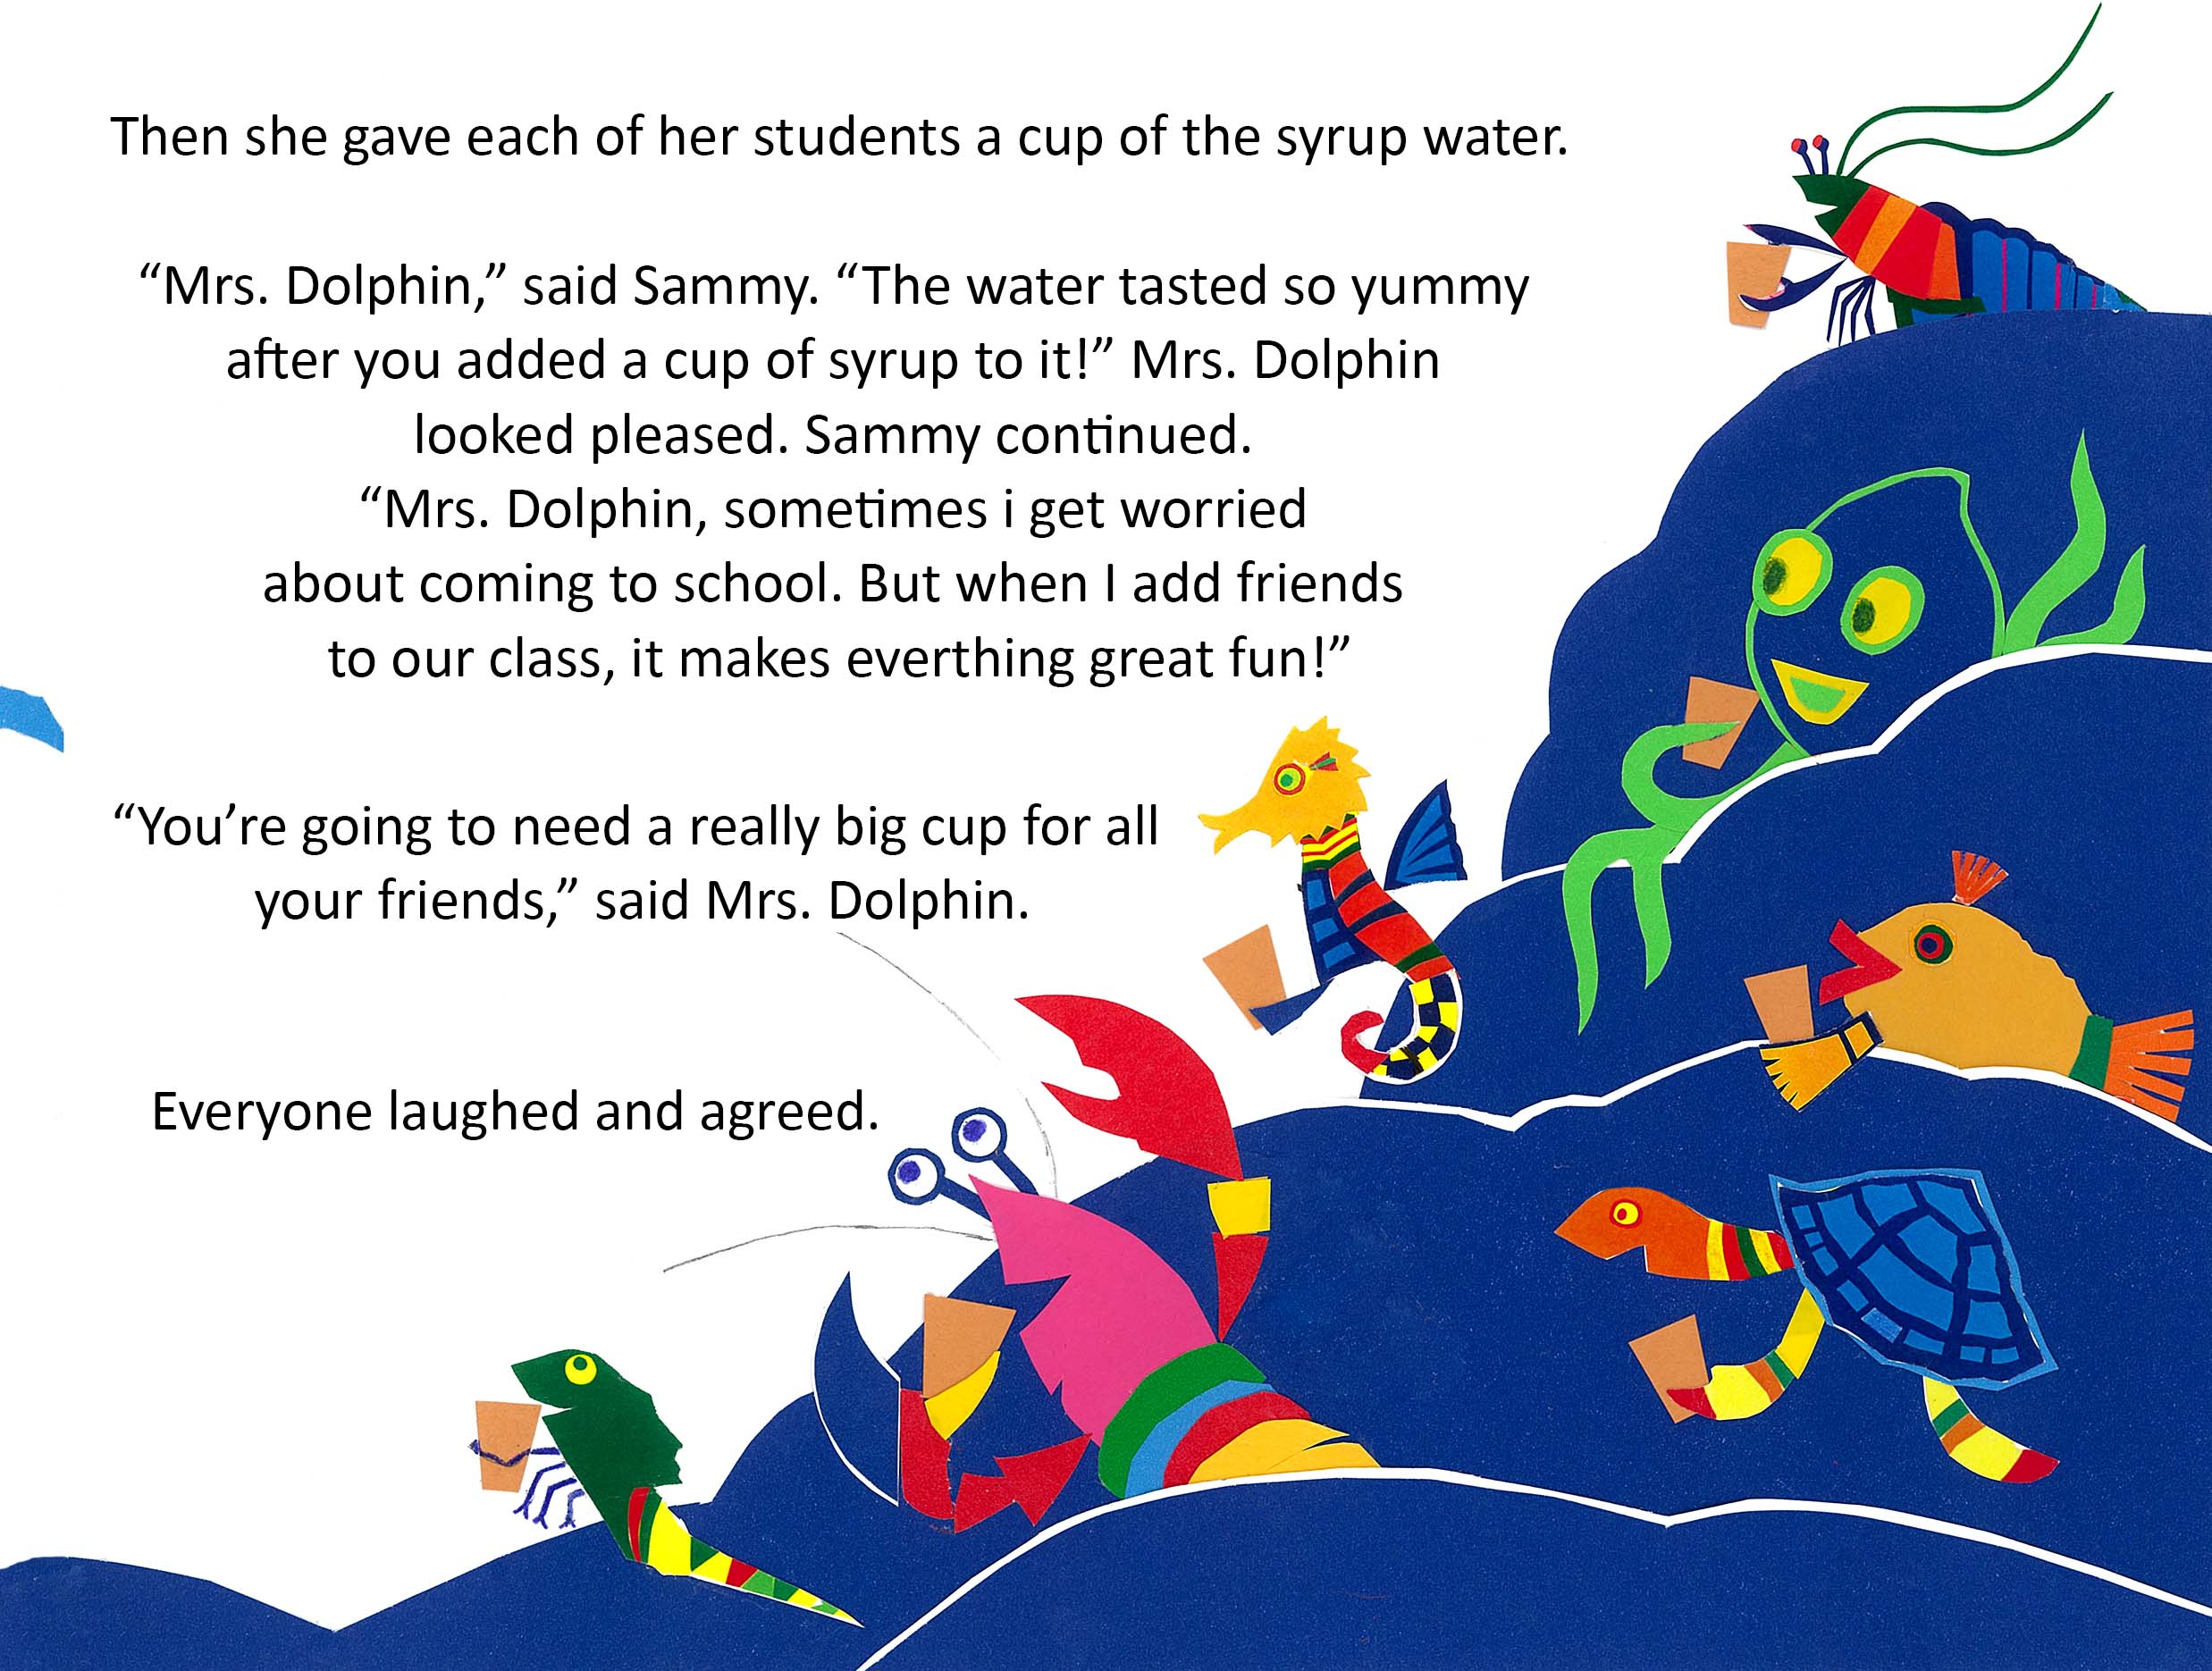 Then she gave each of her students a cup of the syrup water.
“Mrs. Dolphin,” said Sammy. “The water tasted so yummy
after you added a cup of syrup to it!” Mrs. Dolphin
looked pleased. Sammy continued.
“Mrs. Dolphin, sometimes i get worried
about coming to school. But when I add friends
to our class, it makes everthing great fun!”
“You’re going to need a really big cup for all
your friends,” said Mrs. Dolphin.
Everyone laughed and agreed.